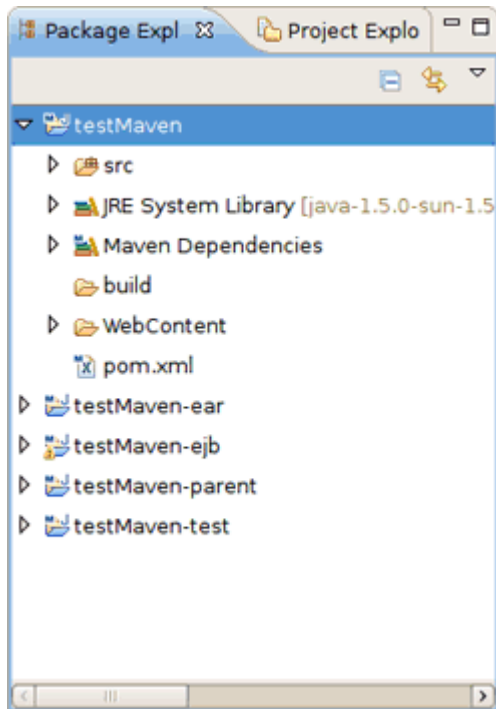 Package Expl Project Explo
testMaven
src
JRE System Library [java-1.5.0-sun-1.5
Maven Dependencies
build
WebContent
pom.xml
testMaven-ear
testMaven-ejb
testMaven-parent
testMaven-test